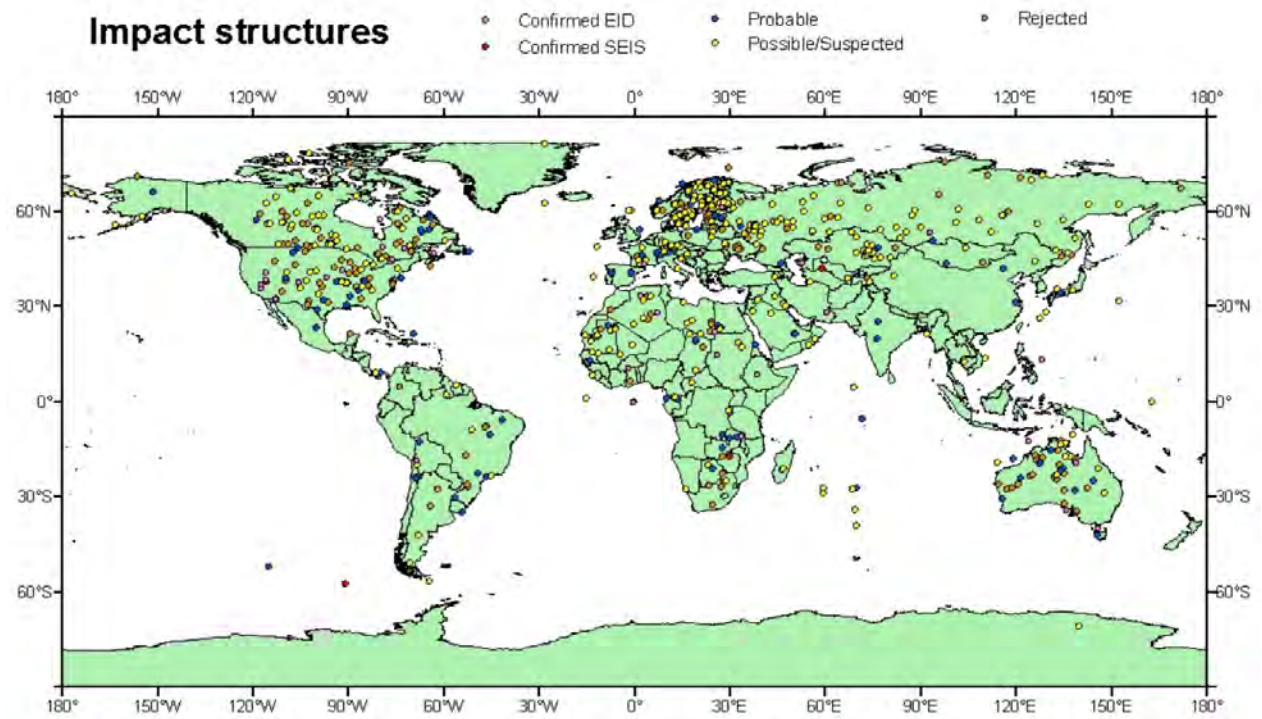 Impact structures
Confirmed EID
Probable
Rejected
Confirmed SEIS
Possible/Suspected
180° 150°W 120°W 90°W 60°W 30°W 0° 30°E 60°E 90°E 120°E 150°E 180°
60°N 60°N
30°N 30°N
0° 0°
30°S 30°S
60°S 60°S
180° 150°W 120°W 90°W 60°W 30°W 0° 30°E 60°E 90°E 120°E 150°E 180°